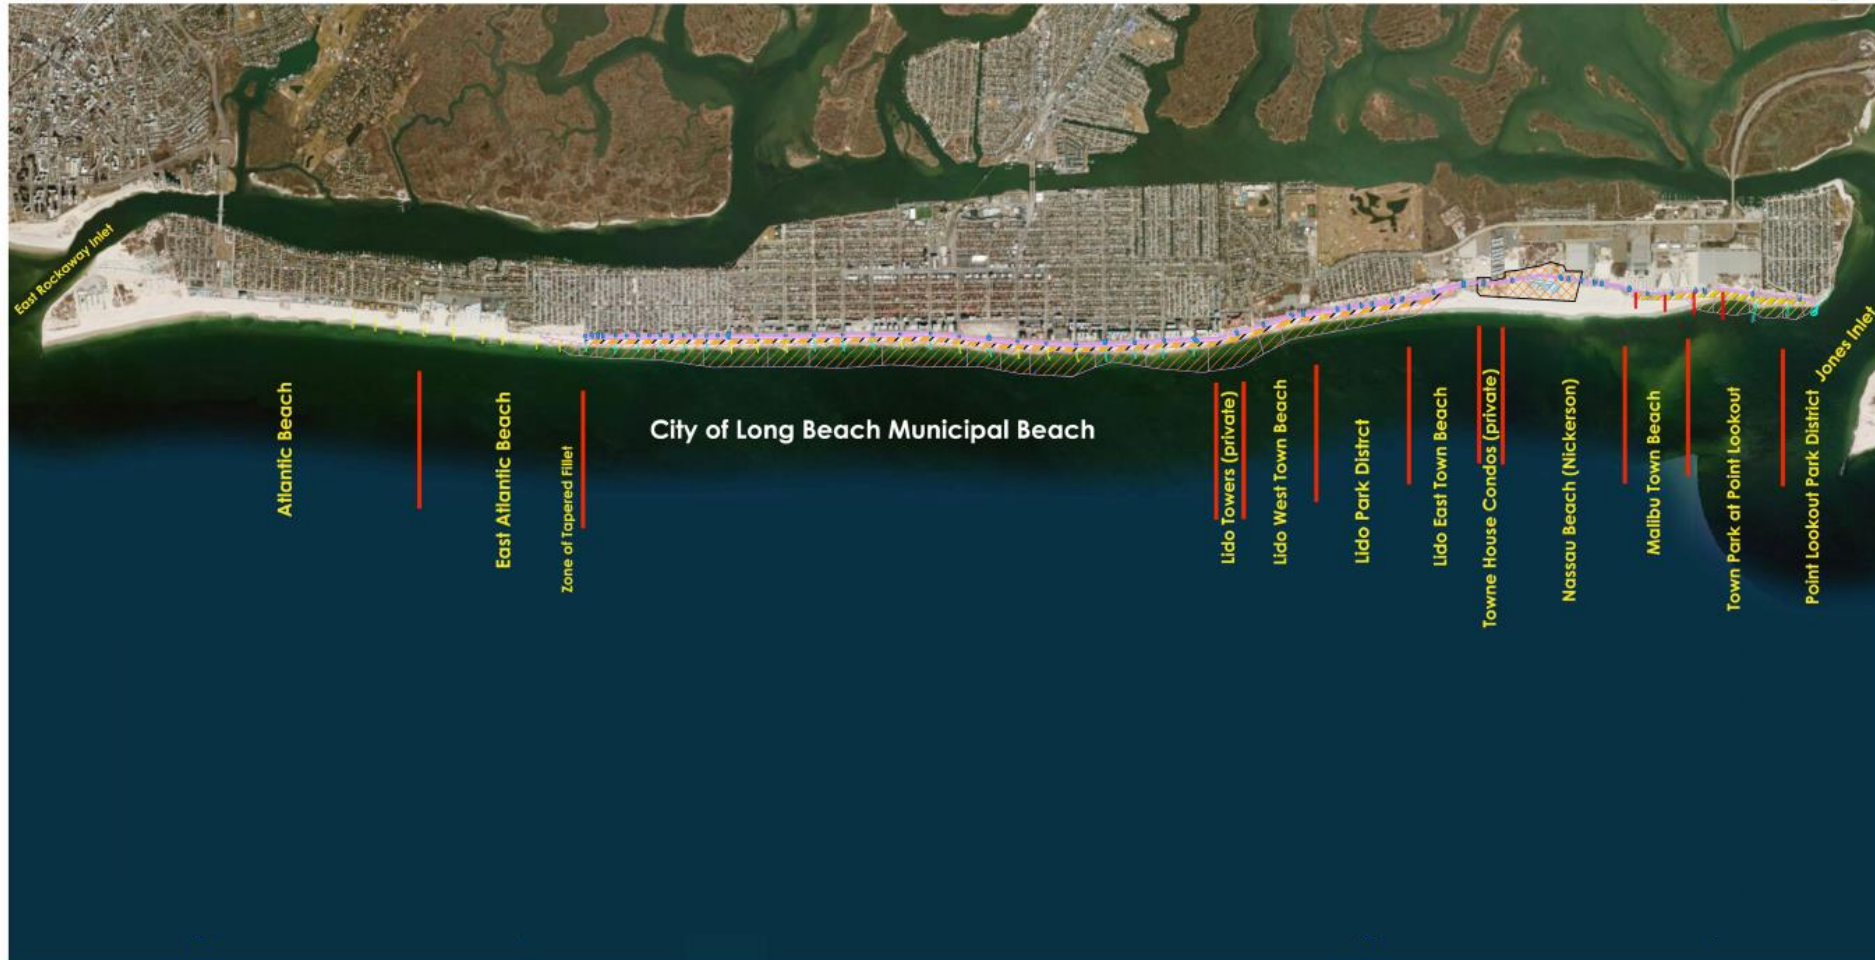 East Rockaway Inlet
Atlantic Beach
East Atlantic Beach
Zone of Tapered Fillet
City of Long Beach Municipal Beach
Lido Towers (private)
Lido West Town Beach
Lido Park Distrct
Lido East Town Beach
Towne House Condos (private)
Nassau Beach (Nickerson)
Malibu Town Beach
Town Park at Point Lookout
Point Lookout Park District
Jones Inlet